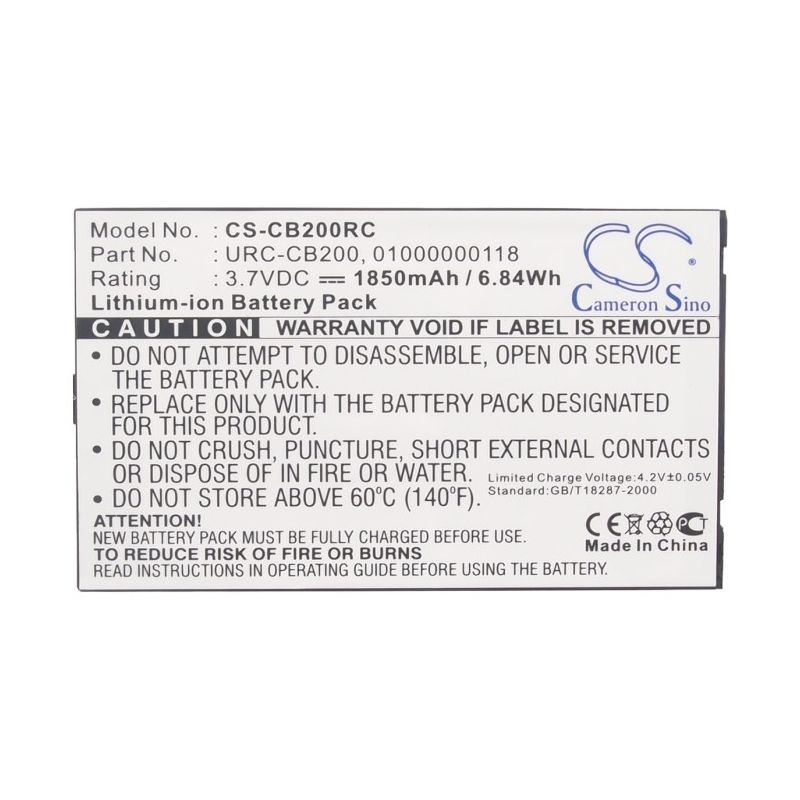 Model No. : CS-CB200RC
Part No. : URC-CB200, 01000000118
Rating : 3.7VDC ⎓ 1850mAh / 6.84Wh
Lithium-ion Battery Pack
CS
Cameron Sino
CAUTION WARRANTY VOID IF LABEL IS REMOVED
• DO NOT ATTEMPT TO DISASSEMBLE, OPEN OR SERVICE
THE BATTERY PACK.
• REPLACE ONLY WITH THE BATTERY PACK DESIGNATED
FOR THIS PRODUCT.
• DO NOT CRUSH, PUNCTURE, SHORT EXTERNAL CONTACTS
OR DISPOSE OF IN FIRE OR WATER.
• DO NOT STORE ABOVE 60°C (140°F).
Limited Charge Voltage:4.2V±0.05V
Standard:GB/T18287-2000
ATTENTION!
NEW BATTERY PACK MUST BE FULLY CHARGED BEFORE USE.
TO REDUCE RISK OF FIRE OR BURNS
READ INSTRUCTIONS IN OPERATING GUIDE BEFORE USING THE BATTERY.
CE PCT
Made In China